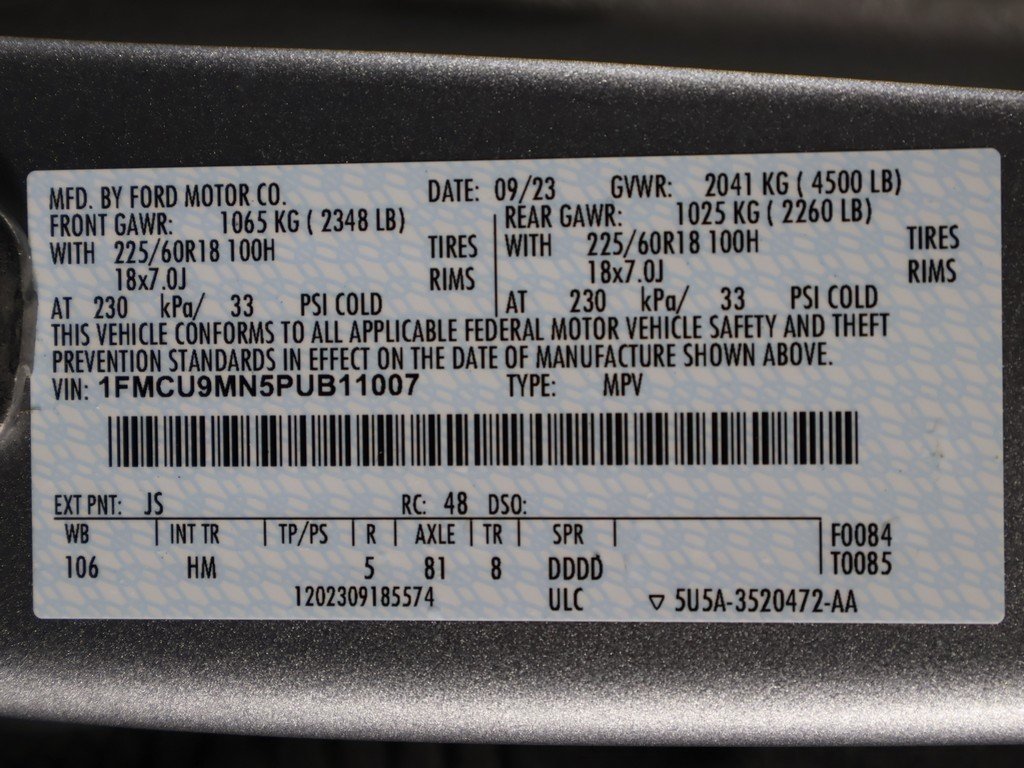 MFD. BY FORD MOTOR CO. DATE: 09/23 GVWR: 2041 KG ( 4500 LB)
FRONT GAWR: 1065 KG ( 2348 LB) REAR GAWR: 1025 KG ( 2260 LB)
WITH 225/60R18 100H TIRES WITH 225/60R18 100H TIRES
18x7.0J RIMS 18x7.0J RIMS
AT 230 kPa/ 33 PSI COLD AT 230 kPa/ 33 PSI COLD
THIS VEHICLE CONFORMS TO ALL APPLICABLE FEDERAL MOTOR VEHICLE SAFETY AND THEFT
PREVENTION STANDARDS IN EFFECT ON THE DATE OF MANUFACTURE SHOWN ABOVE.
VIN: 1FMCU9MN5PUB11007 TYPE: MPV
EXT PNT: JS RC: 48 DSO:
WB INT TR TP/PS R AXLE TR SPR F0084
106 HM 5 81 8 DDDD T0085
1202309185574 ULC ▽ 5U5A-3520472-AA